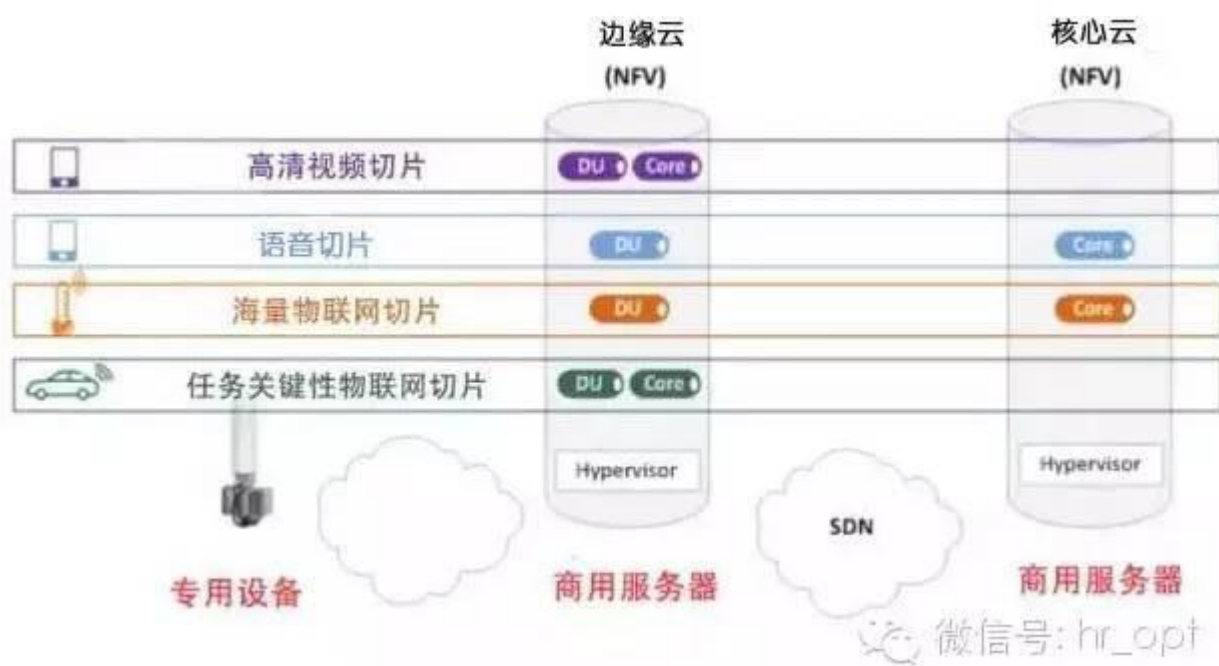 边缘云
(NFV)
核心云
(NFV)
高清视频切片
DU
Core
语音切片
DU
Core
海量物联网切片
DU
Core
任务关键性物联网切片
DU
Core
Hypervisor
Hypervisor
SDN
专用设备
商用服务器
商用服务器
微信号: hr_opt